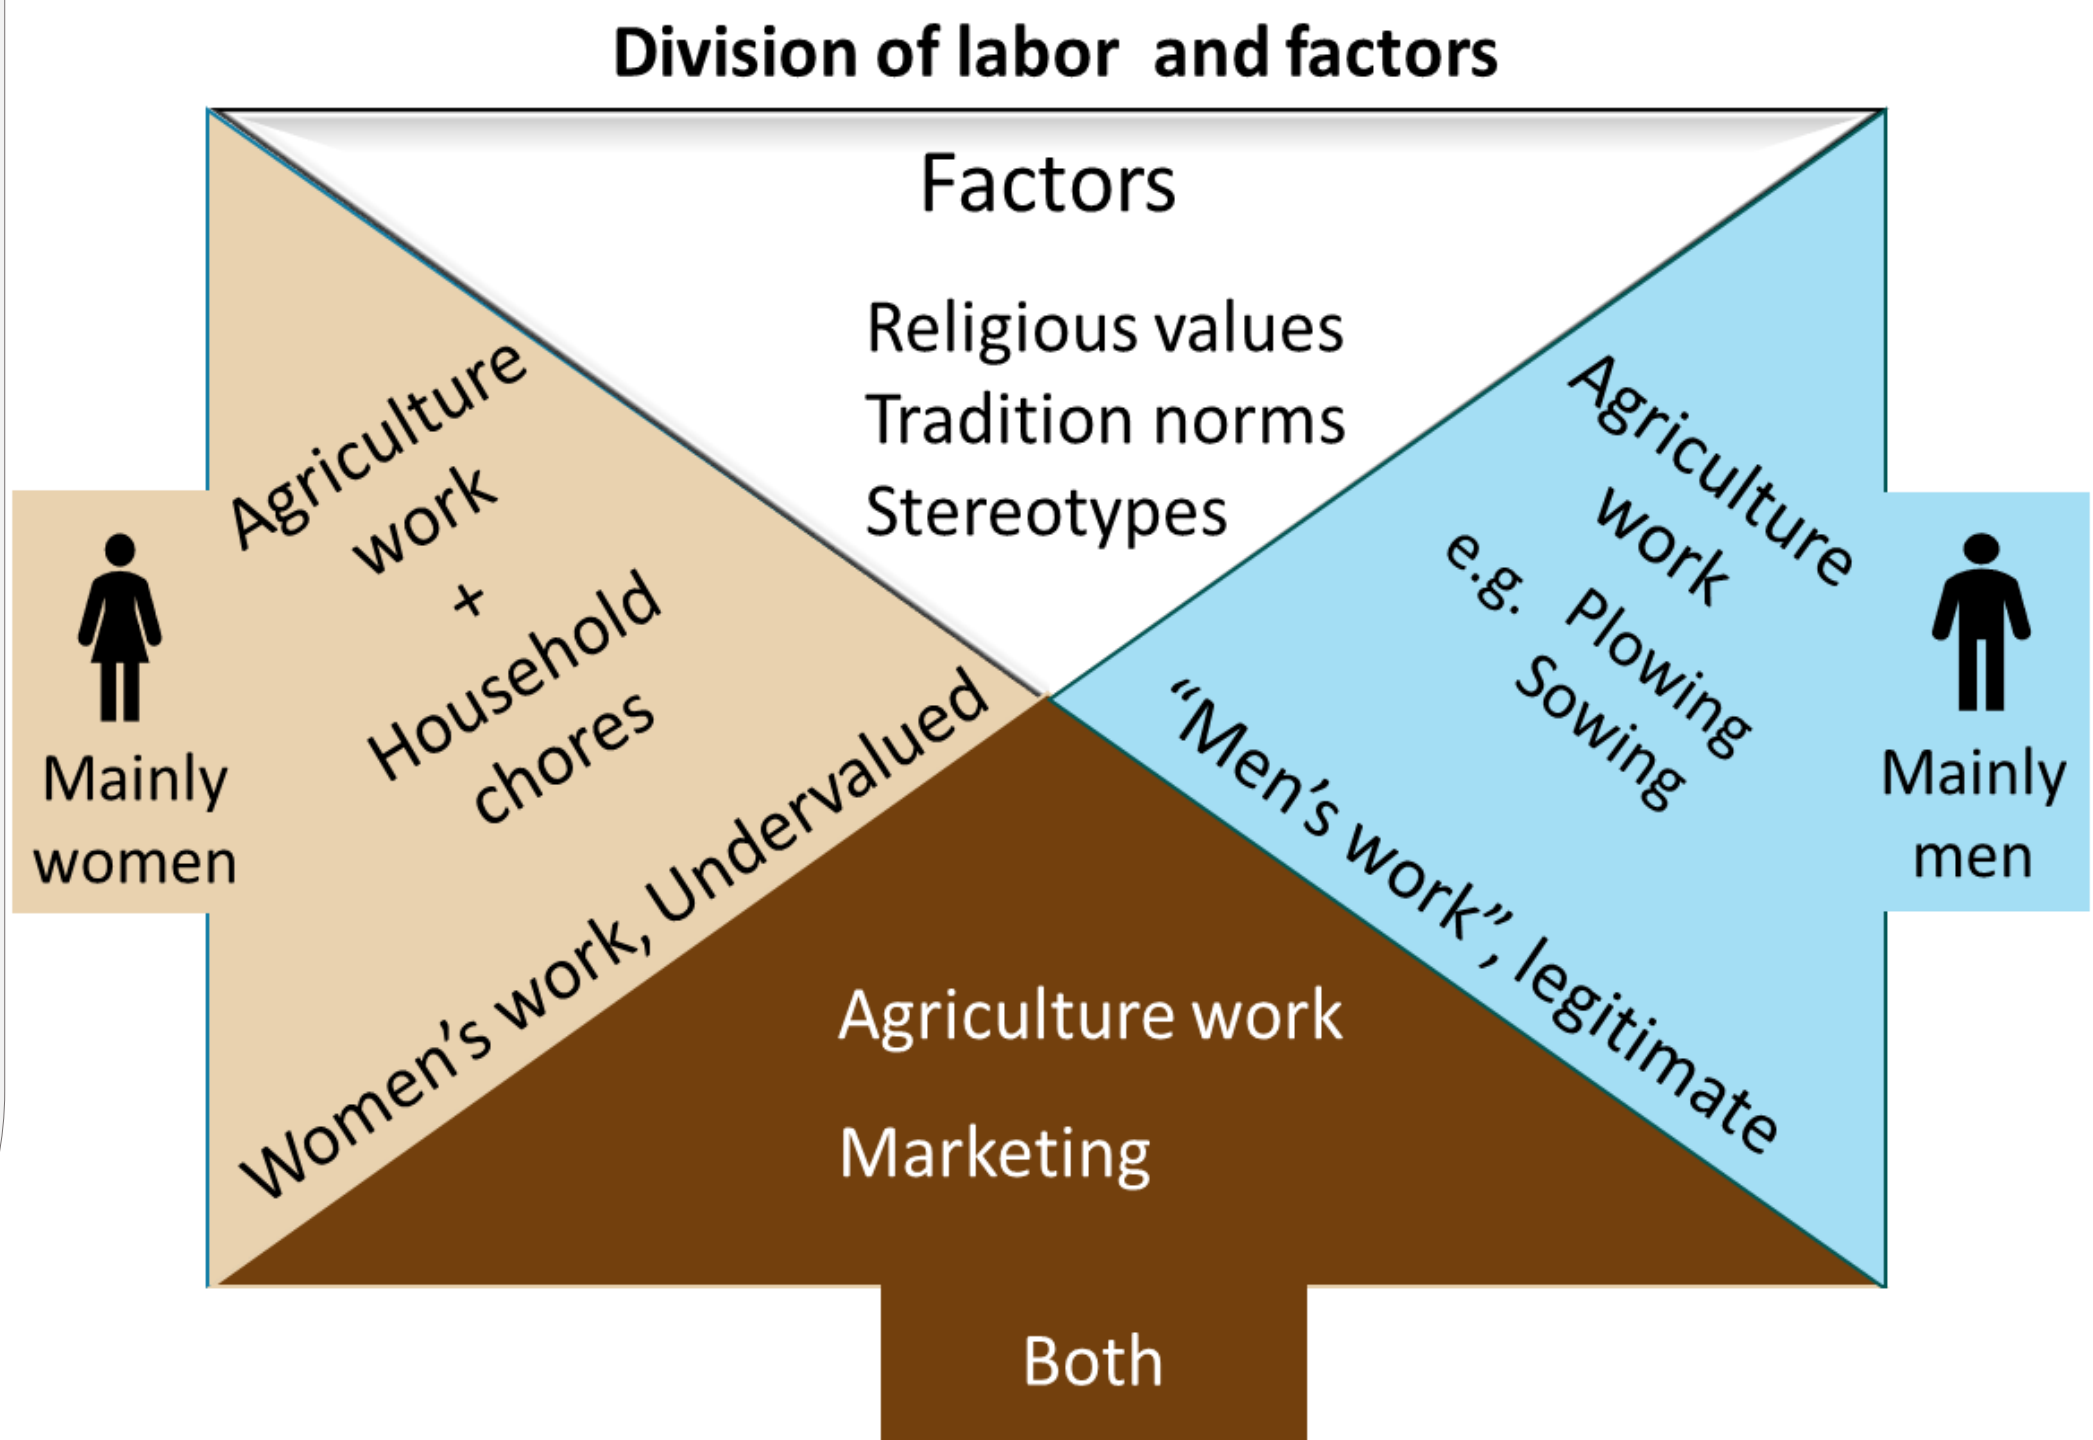 Division of labor and factors
Factors
Religious values
Tradition norms
Stereotypes
Agriculture
work
+
Household
chores
Women's work, Undervalued
Mainly
women
Agriculture
work
e.g. Plowing
Sowing
“Men’s work”, legitimate
Mainly
men
Agriculture work
Marketing
Both